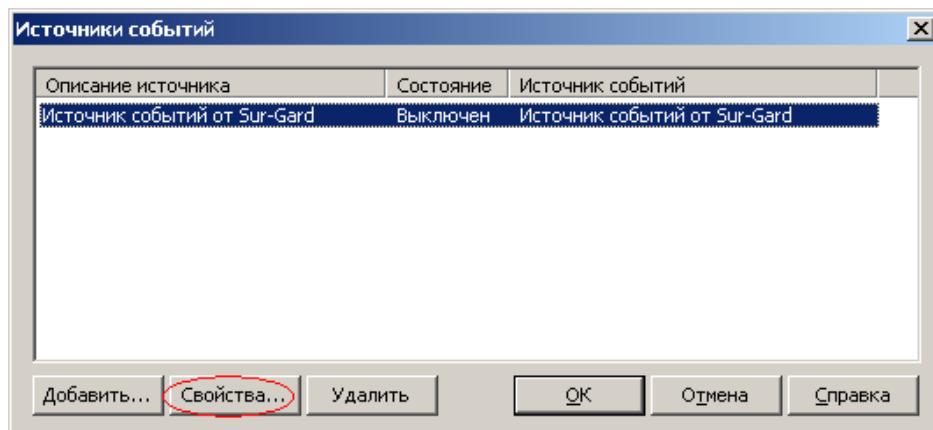 Источники событий
Описание источника Состояние Источник событий
Источник событий от Sur-Gard Выключен Источник событий от Sur-Gard
Добавить... Свойства... Удалить OK Отмена Справка